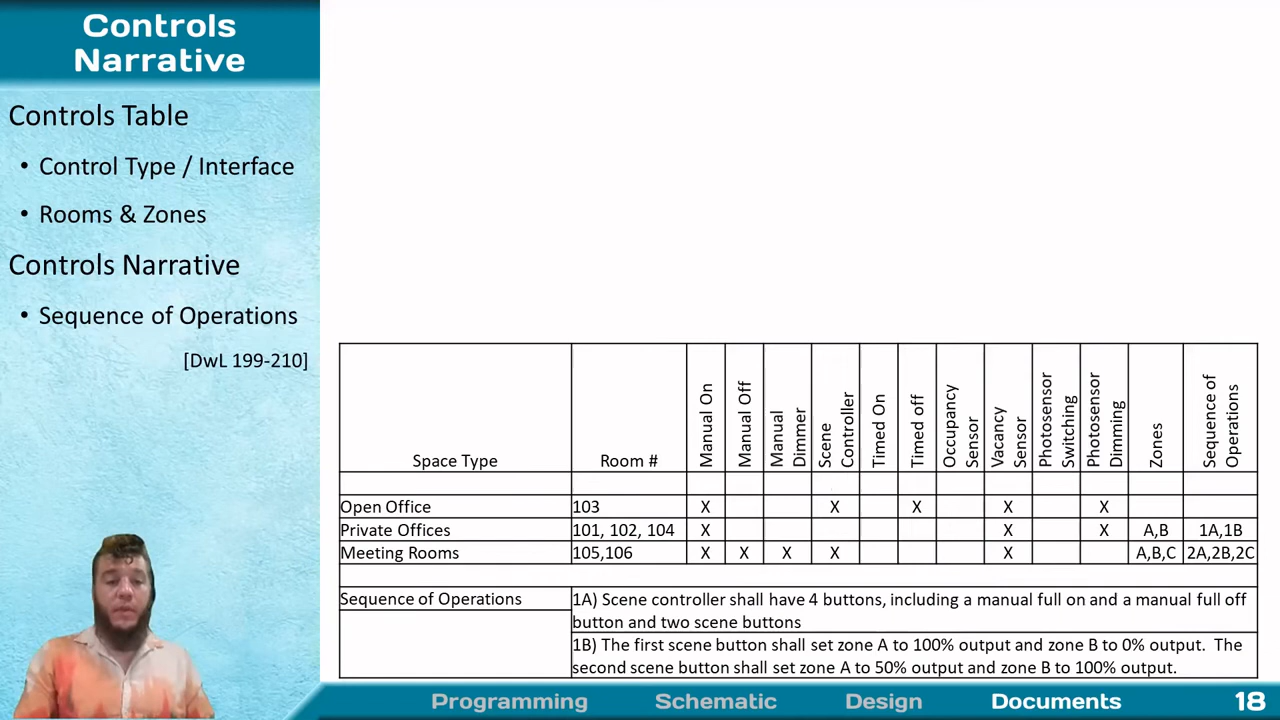 Controls
Narrative
Controls Table
• Control Type / Interface
• Rooms & Zones
Controls Narrative
• Sequence of Operations
[DwL 199-210]
Space Type Room # Manual On Manual Off Manual Dimmer Scene Controller Timed On Timed off Occupancy Sensor Vacancy Sensor Photosensor Switching Photosensor Dimming Zones Sequence of Operations
Open Office 103 X X X X X
Private Offices 101, 102, 104 X X X A,B 1A,1B
Meeting Rooms 105,106 X X X X X A,B,C 2A,2B,2C
Sequence of Operations 1A) Scene controller shall have 4 buttons, including a manual full on and a manual full off
button and two scene buttons
1B) The first scene button shall set zone A to 100% output and zone B to 0% output. The
second scene button shall set zone A to 50% output and zone B to 100% output.
Programming Schematic Design Documents 18